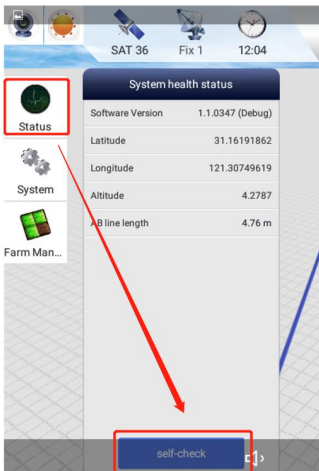 SAT 36 Fix 1 12:04
System health status
Status
Software Version 1.1.0347 (Debug)
Latitude 31.16191862
Longitude 121.30749619
System
Altitude 4.2787
AB line length 4.76 m
Farm Man...
self-check